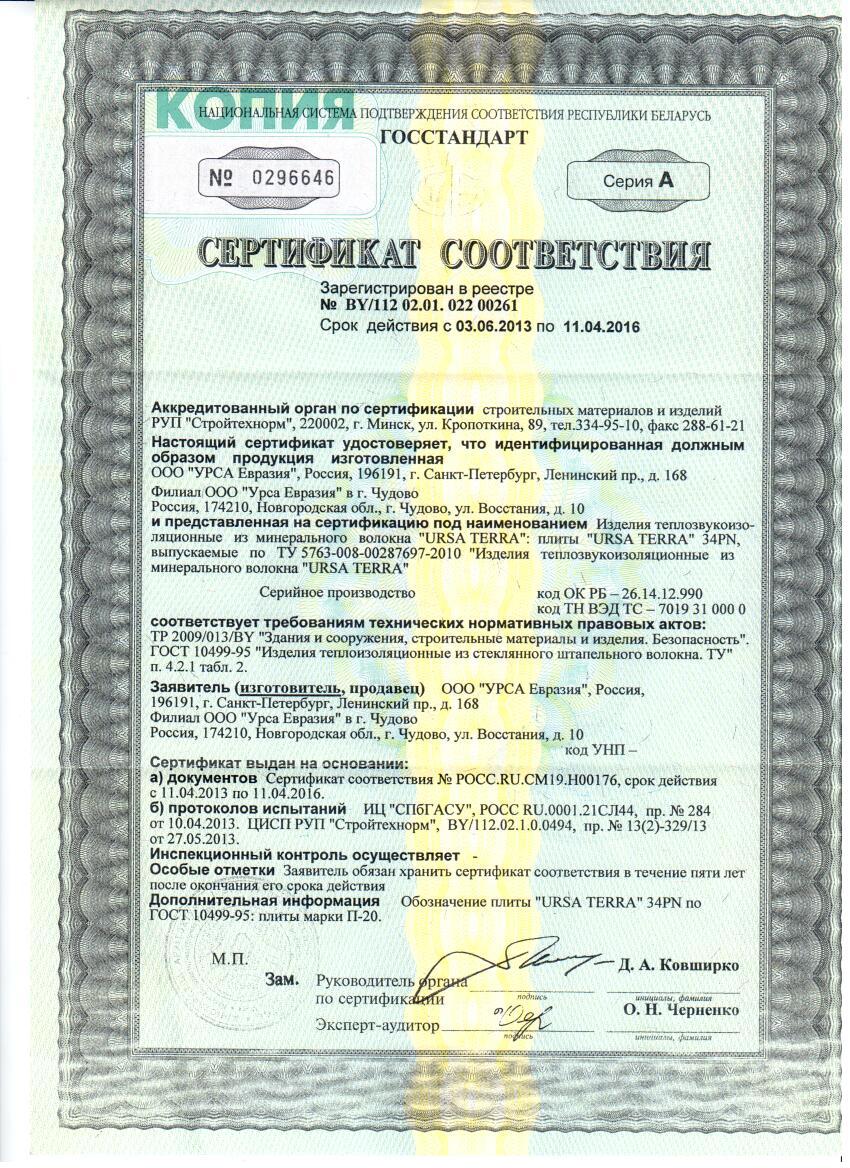 КОПИЯ
НАЦИОНАЛЬНАЯ СИСТЕМА ПОДТВЕРЖДЕНИЯ СООТВЕТСТВИЯ РЕСПУБЛИКИ БЕЛАРУСЬ
ГОССТАНДАРТ
№ 0296646
Серия А
СЕРТИФИКАТ СООТВЕТСТВИЯ
Зарегистрирован в реестре
№ BY/112 02.01. 022 00261
Срок действия с 03.06.2013 по 11.04.2016
Аккредитованный орган по сертификации строительных материалов и изделий
РУП "Стройтехнорм", 220002, г. Минск, ул. Кропоткина, 89, тел.334-95-10, факс 288-61-21
Настоящий сертификат удостоверяет, что идентифицированная должным
образом продукция изготовленная
ООО "УРСА Евразия", Россия, 196191, г. Санкт-Петербург, Ленинский пр., д. 168
Филиал ООО "Урса Евразия" в г. Чудово
Россия, 174210, Новгородская обл., г. Чудово, ул. Восстания, д. 10
и представленная на сертификацию под наименованием Изделия теплозвукоизо-
ляционные из минерального волокна "URSA TERRA": плиты "URSA TERRA" 34PN,
выпускаемые по ТУ 5763-008-00287697-2010 "Изделия теплозвукоизоляционные из
минерального волокна "URSA TERRA"
Серийное производство
код ОК РБ – 26.14.12.990
код ТН ВЭД ТС – 7019 31 000 0
соответствует требованиям технических нормативных правовых актов:
ТР 2009/013/BY "Здания и сооружения, строительные материалы и изделия. Безопасность".
ГОСТ 10499-95 "Изделия теплоизоляционные из стеклянного штапельного волокна. ТУ"
п. 4.2.1 табл. 2.
Заявитель (изготовитель, продавец) ООО "УРСА Евразия", Россия,
196191, г. Санкт-Петербург, Ленинский пр., д. 168
Филиал ООО "Урса Евразия" в г. Чудово
Россия, 174210, Новгородская обл., г. Чудово, ул. Восстания, д. 10
код УНП –
Сертификат выдан на основании:
а) документов Сертификат соответствия № РОСС.RU.СМ19.Н00176, срок действия
с 11.04.2013 по 11.04.2016.
б) протоколов испытаний ИЦ "СПбГАСУ", РОСС RU.0001.21СЛ44, пр. № 284
от 10.04.2013. ЦИСП РУП "Стройтехнорм", BY/112.02.1.0.0494, пр. № 13(2)-329/13
от 27.05.2013.
Инспекционный контроль осуществляет -
Особые отметки Заявитель обязан хранить сертификат соответствия в течение пяти лет
после окончания его срока действия
Дополнительная информация Обозначение плиты "URSA TERRA" 34PN по
ГОСТ 10499-95: плиты марки П-20.
М.П.
Д. А. Ковширко
Зам. Руководитель органа
по сертификации
подпись
инициалы, фамилия
О. Н. Черненко
Эксперт-аудитор
подпись
инициалы, фамилия